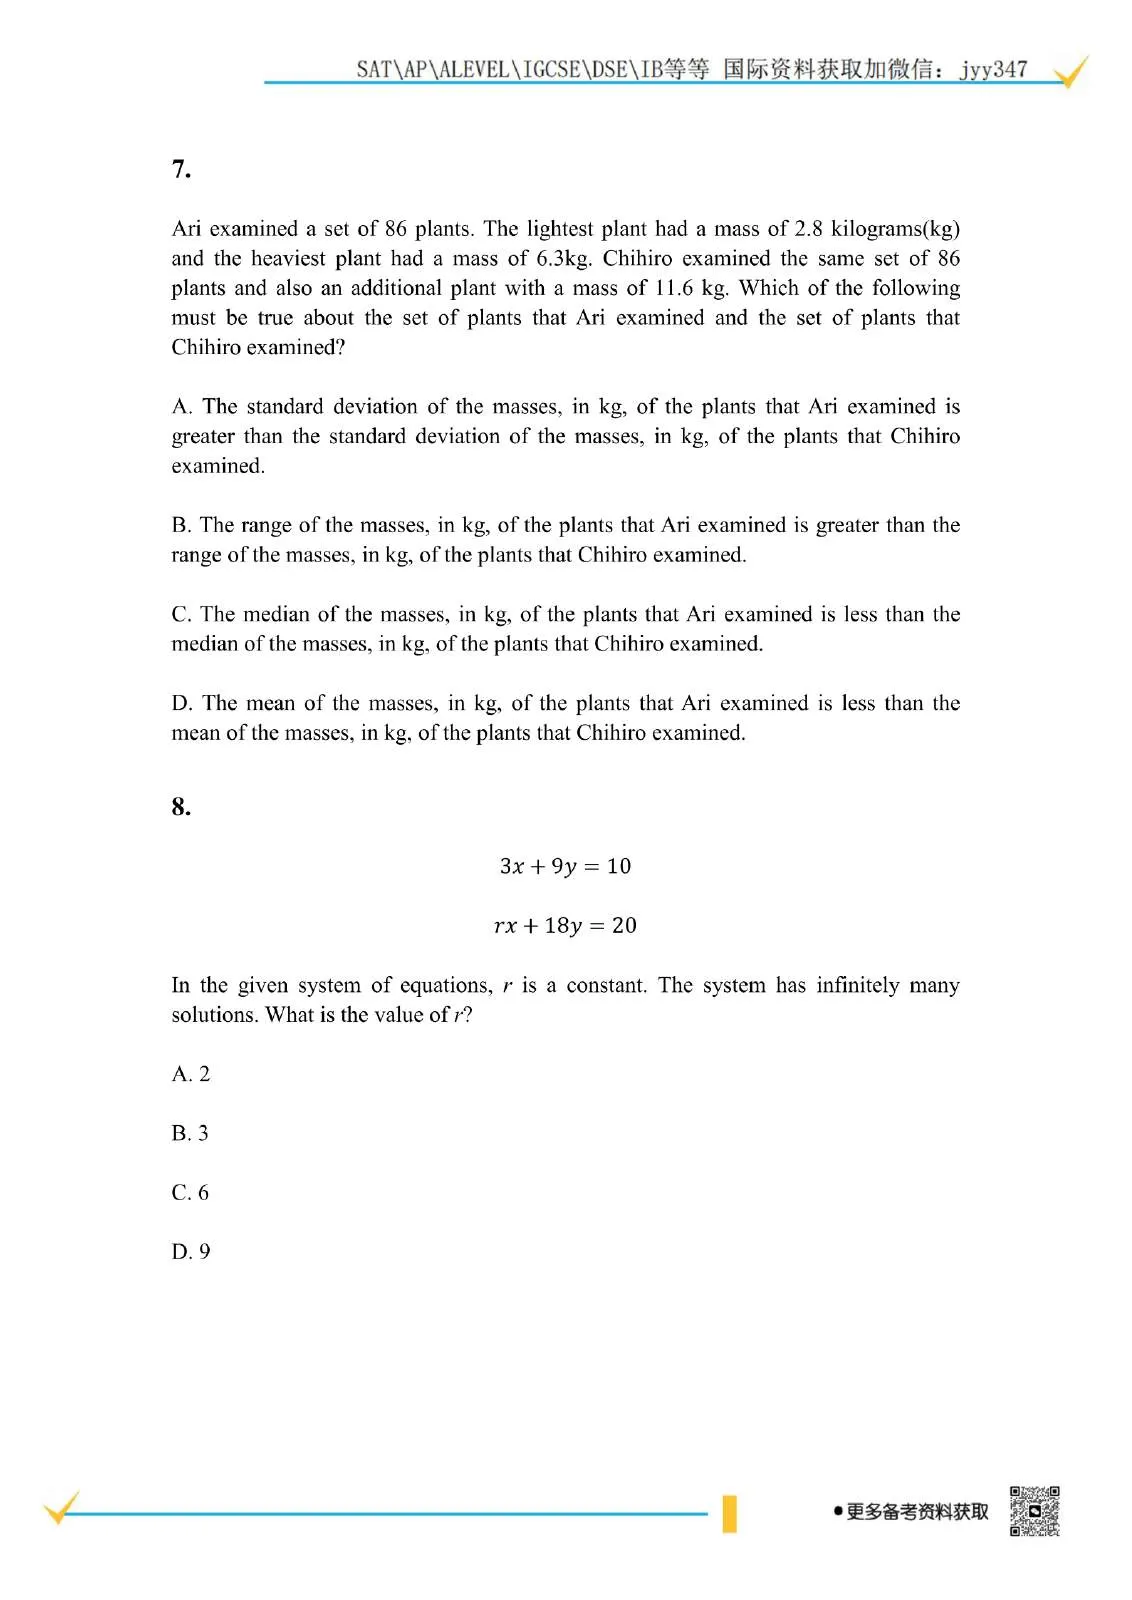 SAT\AP\ALEVEL\IGCSE\DSE\IB等等 国际资料获取加微信：jyy347
7.
Ari examined a set of 86 plants. The lightest plant had a mass of 2.8 kilograms(kg)
and the heaviest plant had a mass of 6.3kg. Chihiro examined the same set of 86
plants and also an additional plant with a mass of 11.6 kg. Which of the following
must be true about the set of plants that Ari examined and the set of plants that
Chihiro examined?
A. The standard deviation of the masses, in kg, of the plants that Ari examined is
greater than the standard deviation of the masses, in kg, of the plants that Chihiro
examined.
B. The range of the masses, in kg, of the plants that Ari examined is greater than the
range of the masses, in kg, of the plants that Chihiro examined.
C. The median of the masses, in kg, of the plants that Ari examined is less than the
median of the masses, in kg, of the plants that Chihiro examined.
D. The mean of the masses, in kg, of the plants that Ari examined is less than the
mean of the masses, in kg, of the plants that Chihiro examined.
8.
3x + 9y = 10
rx + 18y = 20
In the given system of equations, r is a constant. The system has infinitely many
solutions. What is the value of r?
A. 2
B. 3
C. 6
D. 9
●更多备考资料获取